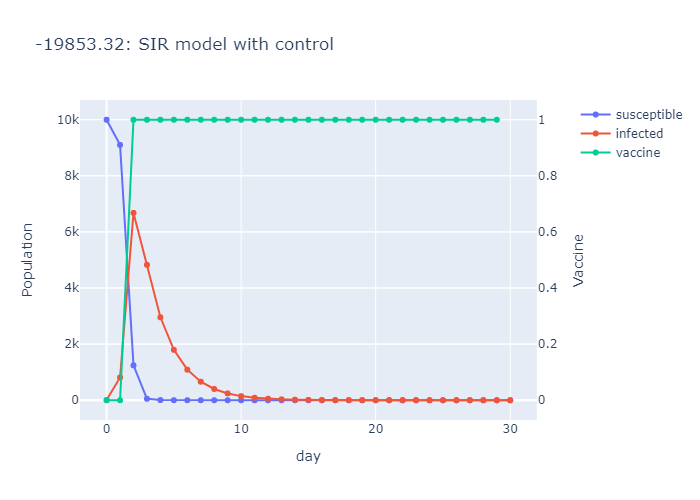 -19853.32: SIR model with control
susceptible
infected
vaccine
10k
8k
6k
4k
2k
0
1
0.8
0.6
0.4
0.2
0
0
10
20
30
Population
Vaccine
day